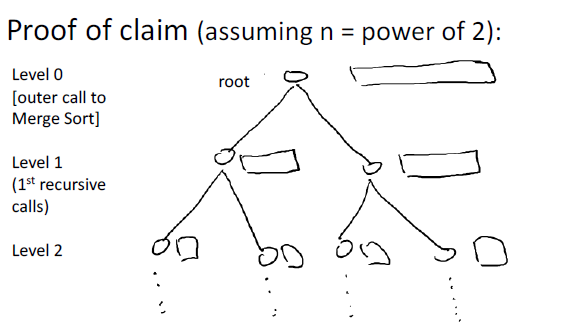 Proof of claim (assuming n = power of 2):
Level 0
root
[outer call to
Merge Sort]
Level 1
(1st recursive
calls)
Level 2